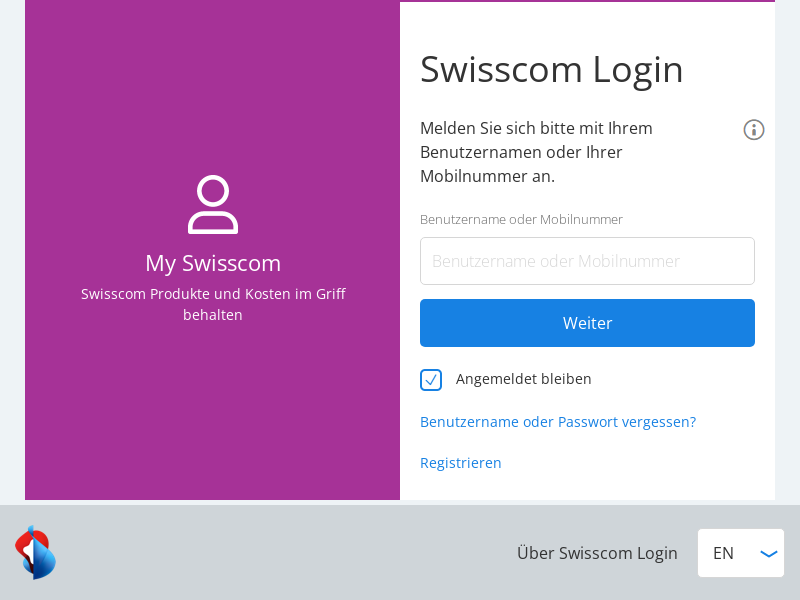 My Swisscom
Swisscom Produkte und Kosten im Griff
behalten
Swisscom Login
Melden Sie sich bitte mit Ihrem
Benutzernamen oder Ihrer
Mobilnummer an.
Benutzername oder Mobilnummer
Benutzername oder Mobilnummer
Weiter
Angemeldet bleiben
Benutzername oder Passwort vergessen?
Registrieren
Über Swisscom Login
EN